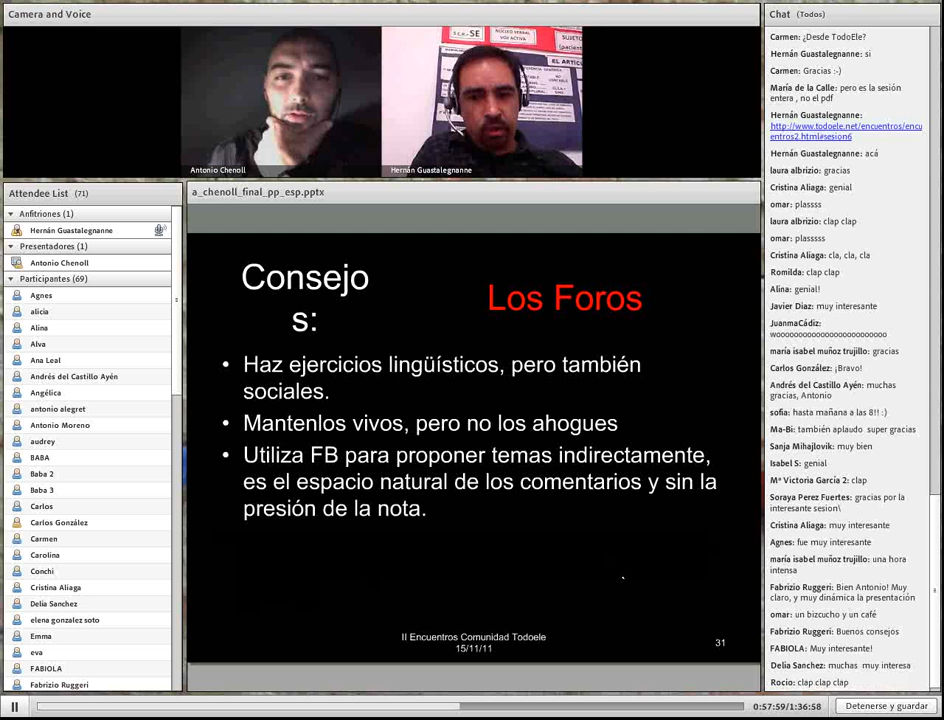 Camera and Voice
SE
NÚCLEO VERBAL
VOZ ACTIVA
SUJETO
(pacient
EL ARTÍC
Antonio Chenoll
Hernán Guastalegnanne
Attendee List (71)
Anfitriones (1)
Hernán Guastalegnanne
Presentadores (1)
Antonio Chenoll
Participantes (69)
Agnes
alicia
Alina
Alva
Ana Leal
Andrés del Castillo Ayén
Angélica
antonio alegret
Antonio Moreno
audrey
BABA
Baba 2
Baba 3
Carlos
Carlos González
Carmen
Carolina
Conchi
Cristina Aliaga
Delia Sanchez
elena gonzalez soto
Emma
eva
FABIOLA
Fabrizio Ruggeri
a_chenoll_final_pp_esp.pptx
Consejo
s:
Los Foros
• Haz ejercicios lingüísticos, pero también
sociales.
• Mantenlos vivos, pero no los ahogues
• Utiliza FB para proponer temas indirectamente,
es el espacio natural de los comentarios y sin la
presión de la nota.
II Encuentros Comunidad Todoele
15/11/11
31
Chat (Todos)
Carmen: ¿Desde TodoEle?
Hernán Guastalegnanne: si
Carmen: Gracias :-)
María de la Calle: pero es la sesión
entera , no el pdf
Hernán Guastalegnanne:
http://www.todoele.net/encuentros/encu
entros2.html#sesion6
Hernán Guastalegnanne: acá
laura albrizio: gracias
Cristina Aliaga: genial
omar: plassss
laura albrizio: clap clap
omar: plasssss
Cristina Aliaga: cla, cla, cla
Romilda: clap clap
Alina: genial!
Javier Diaz: muy interesante
JuanmaCádiz:
woooooooooooooooooooooooo
maría isabel muñoz trujillo: gracias
Carlos González: ¡Bravo!
Andrés del Castillo Ayén: muchas
gracias, Antonio
sofia: hasta mañana a las 8!! :)
Ma-Bi: también aplaudo super gracias
Sanja Mihajlovik: muy bien
Isabel S: genial
Mª Victoria García 2: clap
Soraya Perez Fuertes: gracias por la
interesante sesion\
Cristina Aliaga: muy interesante
Agnes: fue muy interesante
maría isabel muñoz trujillo: una hora
intensa
Fabrizio Ruggeri: Bien Antonio! Muy
claro, y muy dinámica la presentación
omar: un bizcucho y un café
Fabrizio Ruggeri: Buenos consejos
FABIOLA: Muy interesante!
Delia Sanchez: muchas muy interesa
Rocio: clap clap clap
0:57:59/1:36:58
Detenerse y guardar